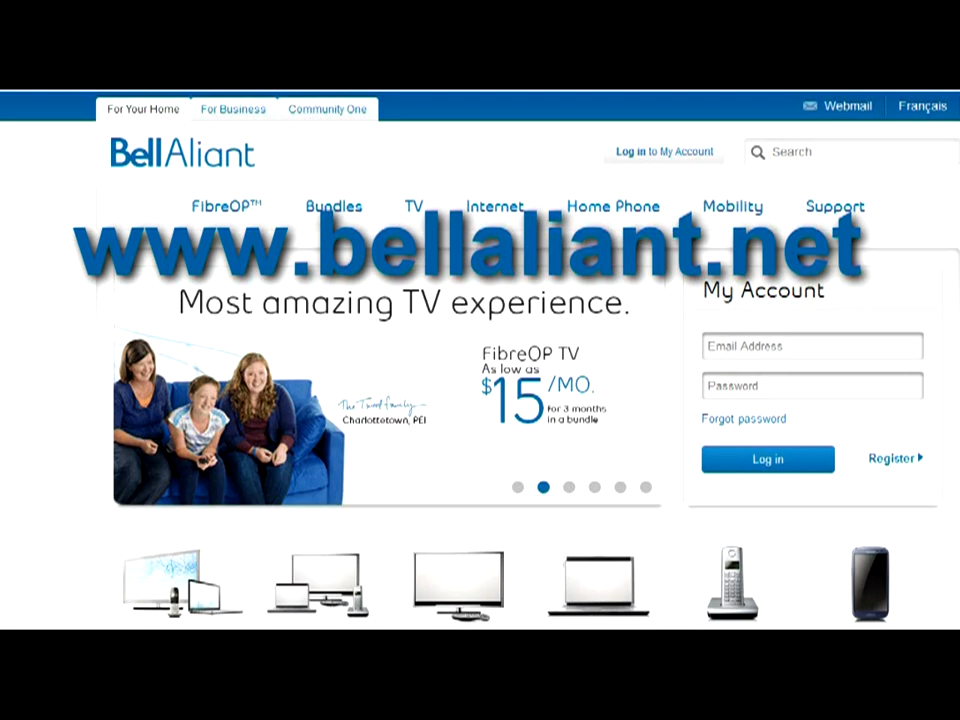 For Your Home For Business Community One Webmail Français
BellAliant Log in to My Account Search
FibreOP™ Bundles TV Internet Home Phone Mobility Support
www.bellaliant.net
Most amazing TV experience.
My Account
FibreOP TV
As low as
$15/MO.
for 3 months
in a bundle
Charlottetown, PEI
Email Address
Password
Forgot password
Log in Register